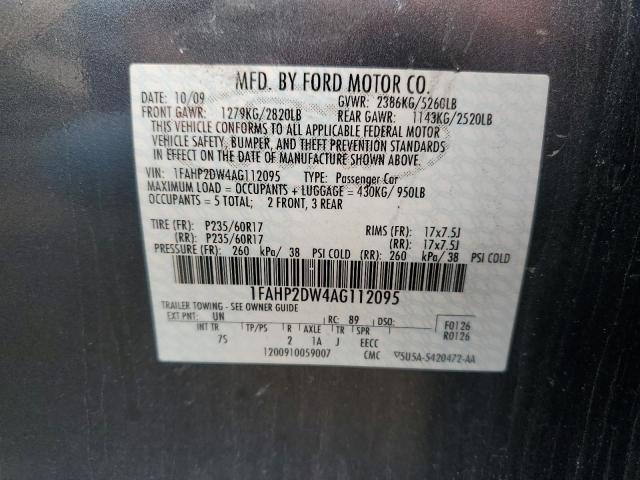 MFD. BY FORD MOTOR CO.
DATE: 10/09 GVWR: 2386KG/5260LB
FRONT GAWR: 1279KG/2820LB REAR GAWR: 1143KG/2520LB
THIS VEHICLE CONFORMS TO ALL APPLICABLE FEDERAL MOTOR
VEHICLE SAFETY, BUMPER, AND THEFT PREVENTION STANDARDS
IN EFFECT ON THE DATE OF MANUFACTURE SHOWN ABOVE.
VIN: 1FAHP2DW4AG112095 TYPE: Passenger Car
MAXIMUM LOAD = OCCUPANTS + LUGGAGE = 430KG/ 950LB
OCCUPANTS = 5 TOTAL; 2 FRONT, 3 REAR
TIRE (FR): P235/60R17 RIMS (FR): 17x7.5J
(RR): P235/60R17 (RR): 17x7.5J
PRESSURE (FR): 260 kPa/ 38 PSI COLD (RR): 260 kPa/ 38 PSI COLD
1FAHP2DW4AG112095
TRAILER TOWING - SEE OWNER GUIDE
EXT PNT: UN RC: 89 DSO: F0126
INT TR TP/PS R AXLE TR SPR R0126
7S 2 1A J EECC
1200910059007 CMC ▽5U5A-5420472-AA